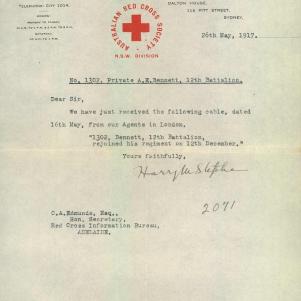 TELEPHONE: CITY 1004.
AUSTRALIAN RED CROSS SOCIETY
N.S.W. DIVISION
DALTON HOUSE,
115 PITT STREET,
SYDNEY.
26th May, 1917.
No. 1302, Private A.E.Bennett, 12th Battalion.
Dear Sir,
We have just received the following cable, dated
16th May, from our Agents in London,
"1302, Bennett, 12th Battalion,
rejoined his regiment on 12th December."
Yours faithfully,
Harry M Stephen
2071
C.A.Edmunds, Esq.,
Hon. Secretary,
Red Cross Information Bureau,
ADELAIDE.